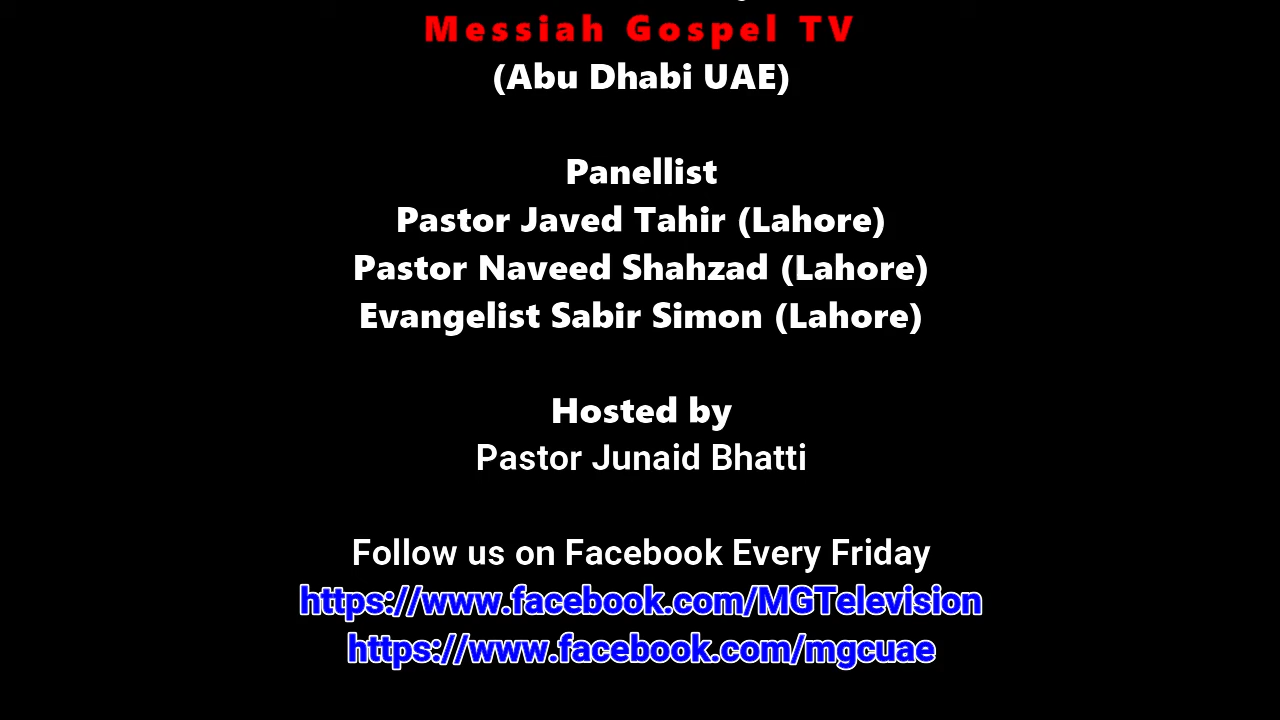 Messiah Gospel TV
(Abu Dhabi UAE)
Panellist
Pastor Javed Tahir (Lahore)
Pastor Naveed Shahzad (Lahore)
Evangelist Sabir Simon (Lahore)
Hosted by
Pastor Junaid Bhatti
Follow us on Facebook Every Friday
https://www.facebook.com/MGTelevision
https://www.facebook.com/mgcuae